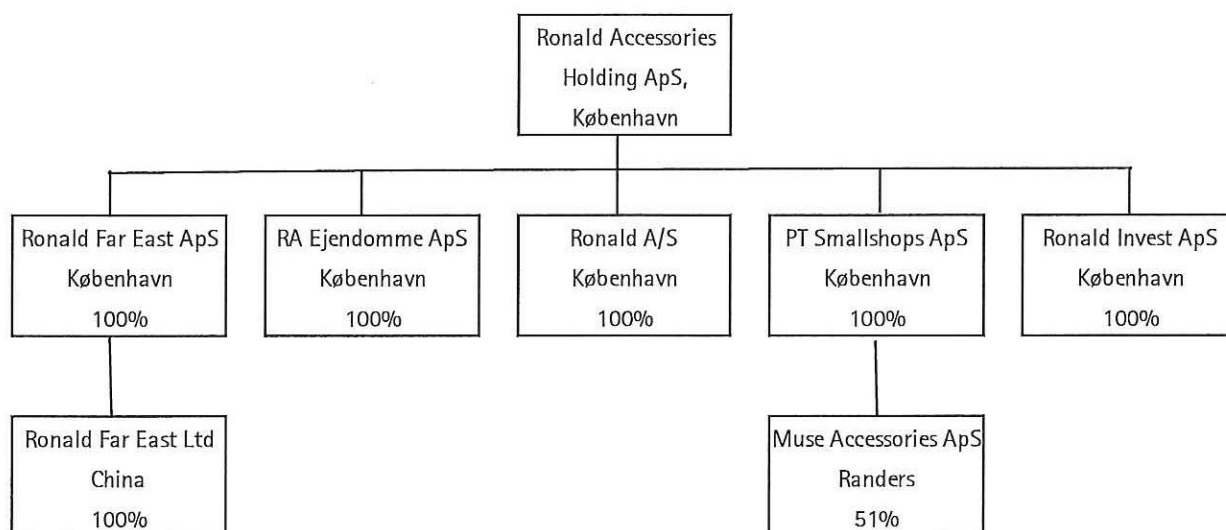 Ronald Accessories
Holding ApS,
København
Ronald Far East ApS
København
100%
RA Ejendomme ApS
København
100%
Ronald A/S
København
100%
PT Smallshops ApS
København
100%
Ronald Invest ApS
København
100%
Ronald Far East Ltd
China
100%
Muse Accessories ApS
Randers
51%